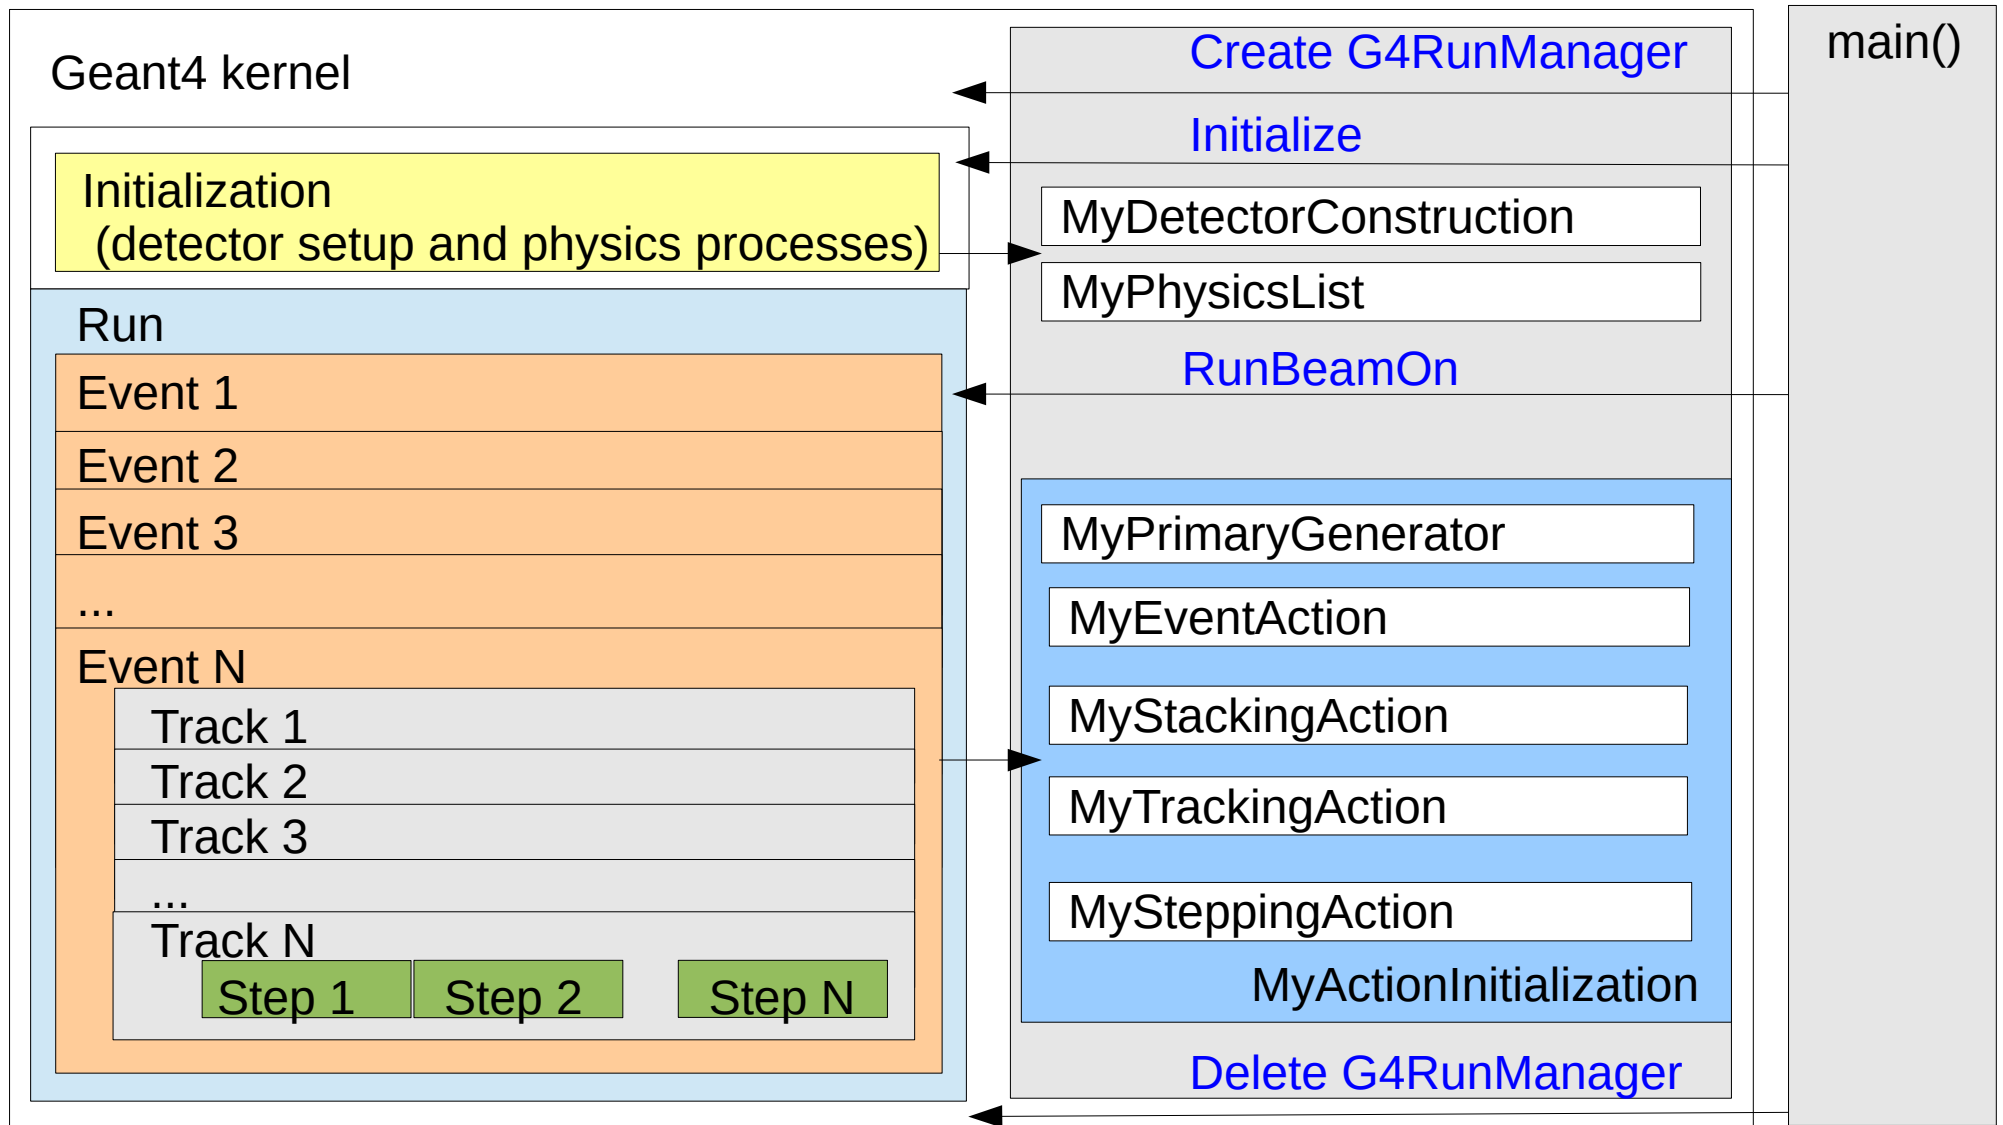 Geant4 kernel
Initialization
(detector setup and physics processes)
Run
Event 1
Event 2
Event 3
...
Event N
Track 1
Track 2
Track 3
...
Track N
Step 1
Step 2
Step N
Create G4RunManager
Initialize
MyDetectorConstruction
MyPhysicsList
RunBeamOn
MyPrimaryGenerator
MyEventAction
MyStackingAction
MyTrackingAction
MySteppingAction
MyActionInitialization
Delete G4RunManager
main()